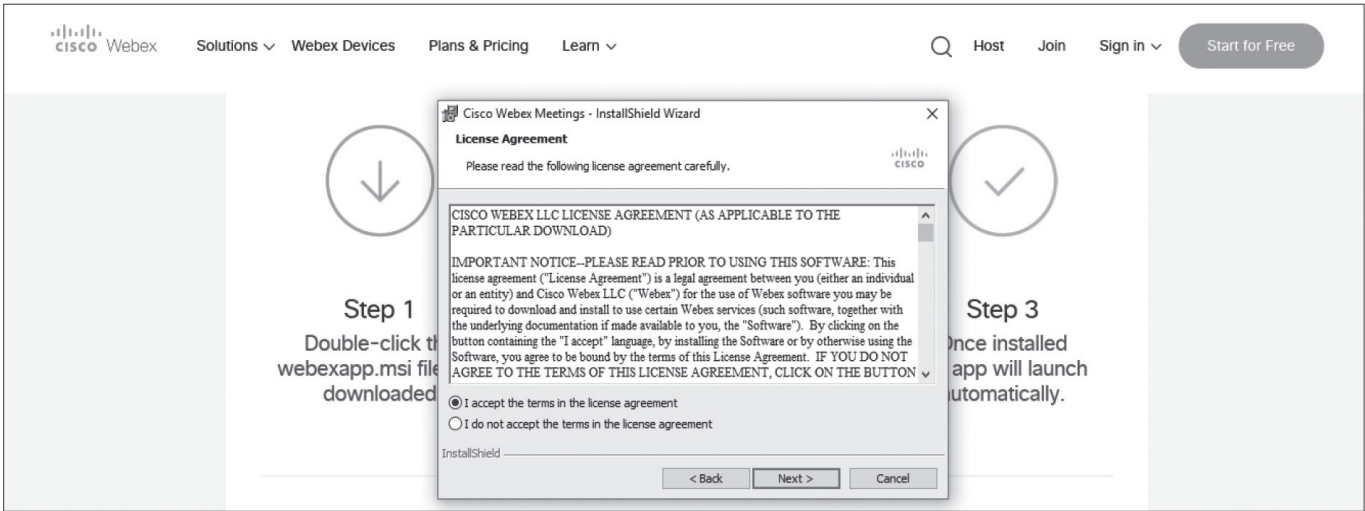 CISCO Webex
Solutions
Webex Devices
Plans & Pricing
Learn
Host
Join
Sign in
Start for Free
Cisco Webex Meetings - InstallShield Wizard
License Agreement
Please read the following license agreement carefully.
CISCO
CISCO WEBEX LLC LICENSE AGREEMENT (AS APPLICABLE TO THE
PARTICULAR DOWNLOAD)
IMPORTANT NOTICE--PLEASE READ PRIOR TO USING THIS SOFTWARE: This
license agreement ("License Agreement") is a legal agreement between you (either an individual
or an entity) and Cisco Webex LLC ("Webex") for the use of Webex software you may be
required to download and install to use certain Webex services (such software, together with
the underlying documentation if made available to you, the "Software"). By clicking on the
button containing the "I accept" language, by installing the Software or by otherwise using the
Software, you agree to be bound by the terms of this License Agreement. IF YOU DO NOT
AGREE TO THE TERMS OF THIS LICENSE AGREEMENT, CLICK ON THE BUTTON
I accept the terms in the license agreement
I do not accept the terms in the license agreement
InstallShield
< Back
Next >
Cancel
Step 1
Double-click
webexapp.msi
downloaded
Step 3
installed
app will launch